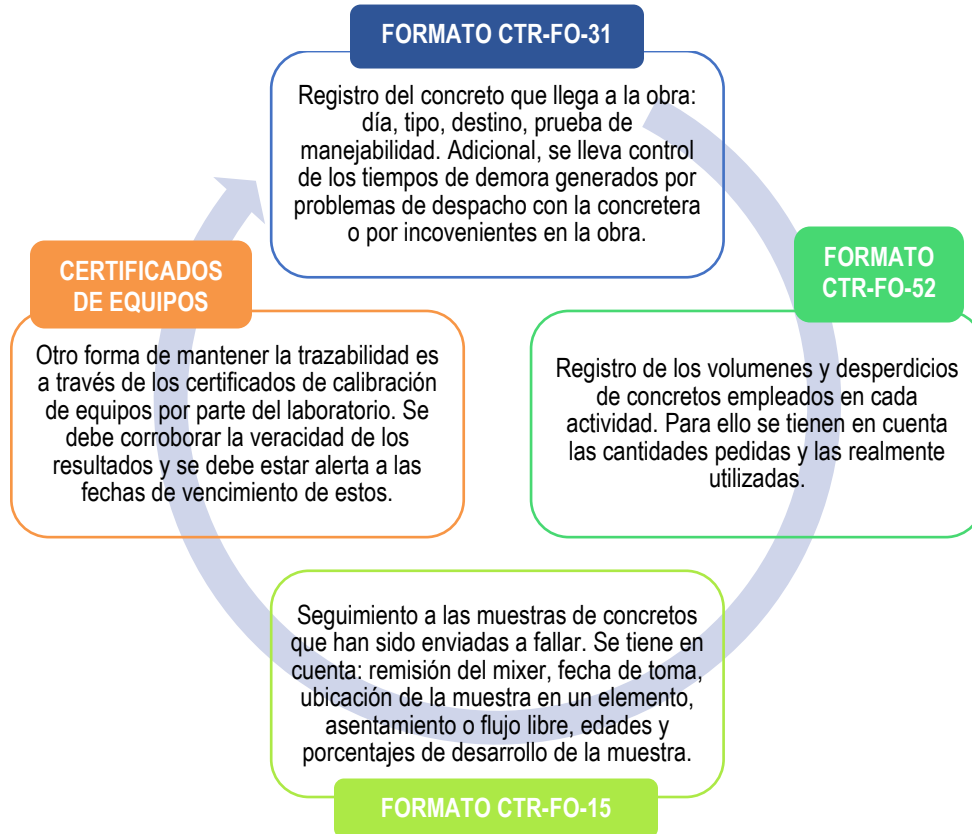 FORMATO CTR-FO-31
Registro del concreto que llega a la obra:
día, tipo, destino, prueba de
manejabilidad. Adicional, se lleva control
de los tiempos de demora generados por
problemas de despacho con la concretera
o por incovenientes en la obra.
FORMATO
CTR-FO-52
Registro de los volumenes y desperdicios
de concretos empleados en cada
actividad. Para ello se tienen en cuenta
las cantidades pedidas y las realmente
utilizadas.
Seguimiento a las muestras de concretos
que han sido enviadas a fallar. Se tiene en
cuenta: remisión del mixer, fecha de toma,
ubicación de la muestra en un elemento,
asentamiento o flujo libre, edades y
porcentajes de desarrollo de la muestra.
FORMATO CTR-FO-15
CERTIFICADOS
DE EQUIPOS
Otro forma de mantener la trazabilidad es
a través de los certificados de calibración
de equipos por parte del laboratorio. Se
debe corroborar la veracidad de los
resultados y se debe estar alerta a las
fechas de vencimiento de estos.